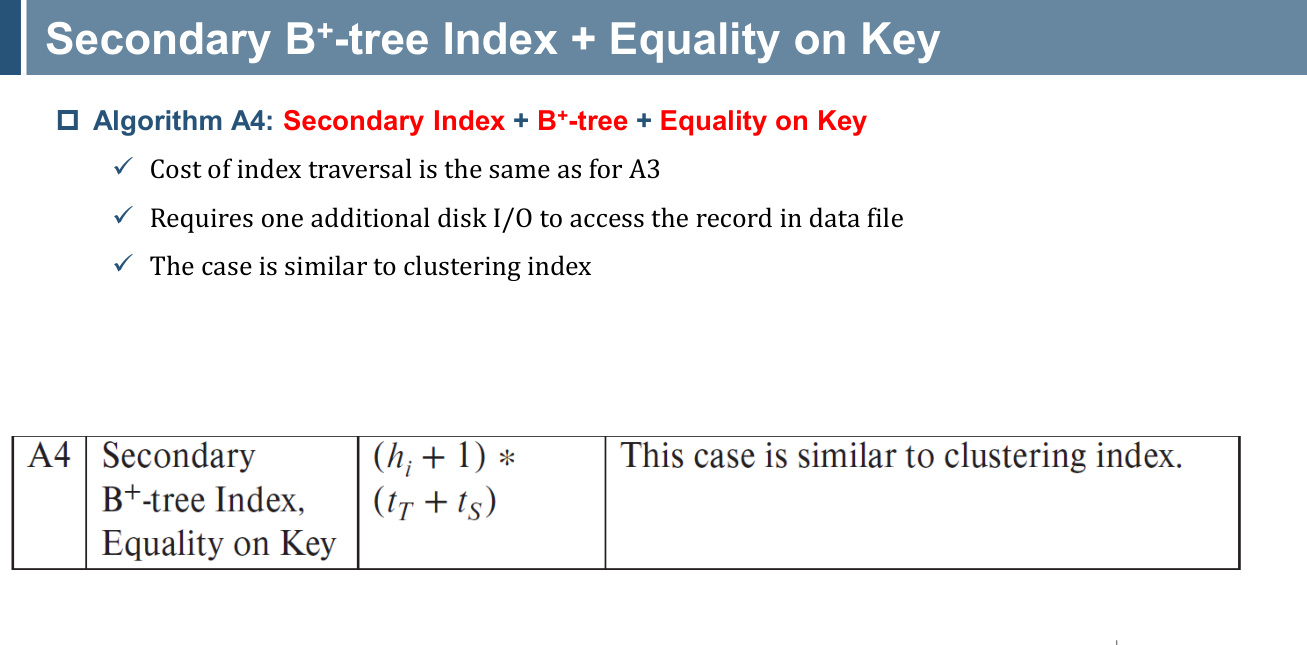 Secondary B⁺-tree Index + Equality on Key
Algorithm A4: Secondary Index + B⁺-tree + Equality on Key
✓ Cost of index traversal is the same as for A3
✓ Requires one additional disk I/O to access the record in data file
✓ The case is similar to clustering index
A4 Secondary (hᵢ + 1) * This case is similar to clustering index.
B⁺-tree Index, (t_T + t_S)
Equality on Key